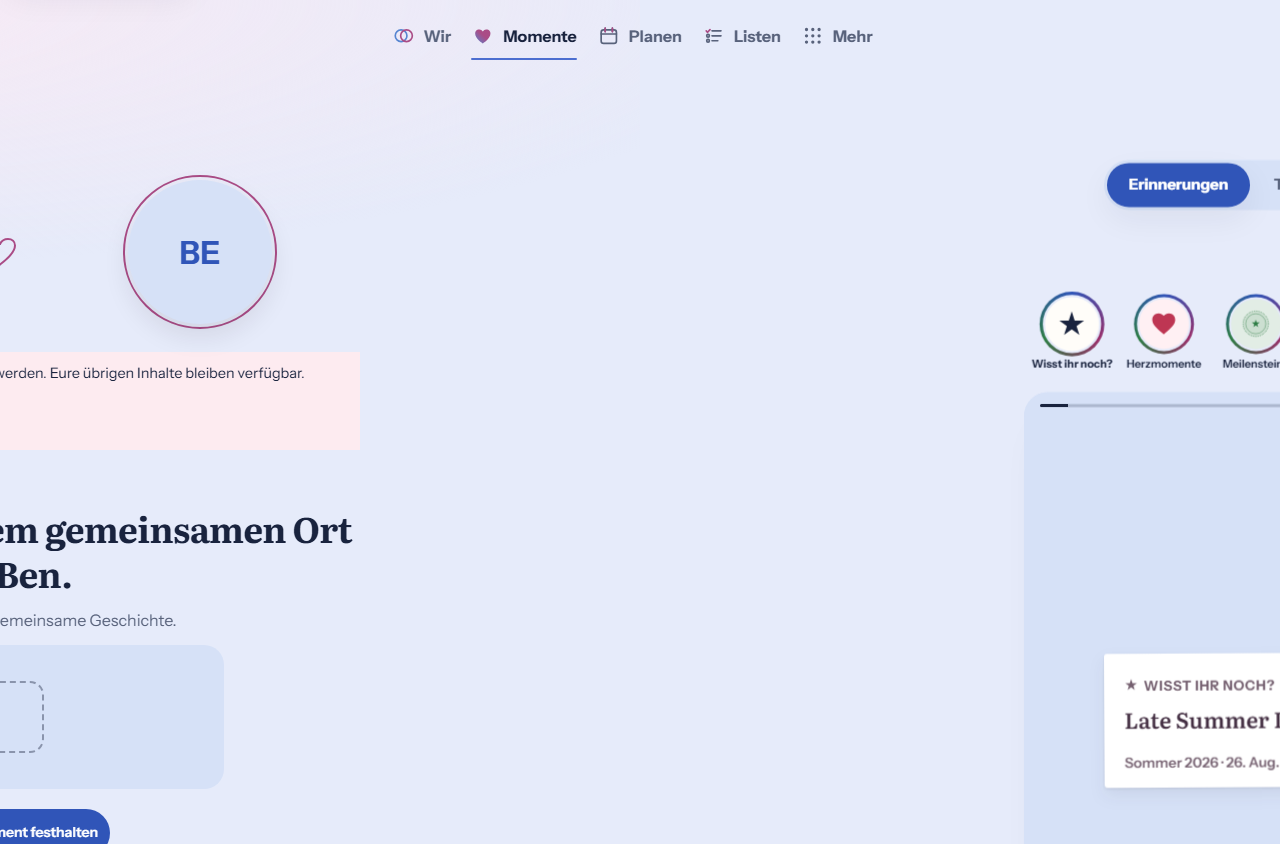 Wir Momente Planen Listen Mehr
BE
werden. Eure übrigen Inhalte bleiben verfügbar.
em gemeinsamen Ort
Ben.
emeinsame Geschichte.
ment festhalten
Erinnerungen T
Wisst ihr noch? Herzmomente Meilenstein
WISST IHR NOCH?
Late Summer
Sommer 2026 · 26. Aug.